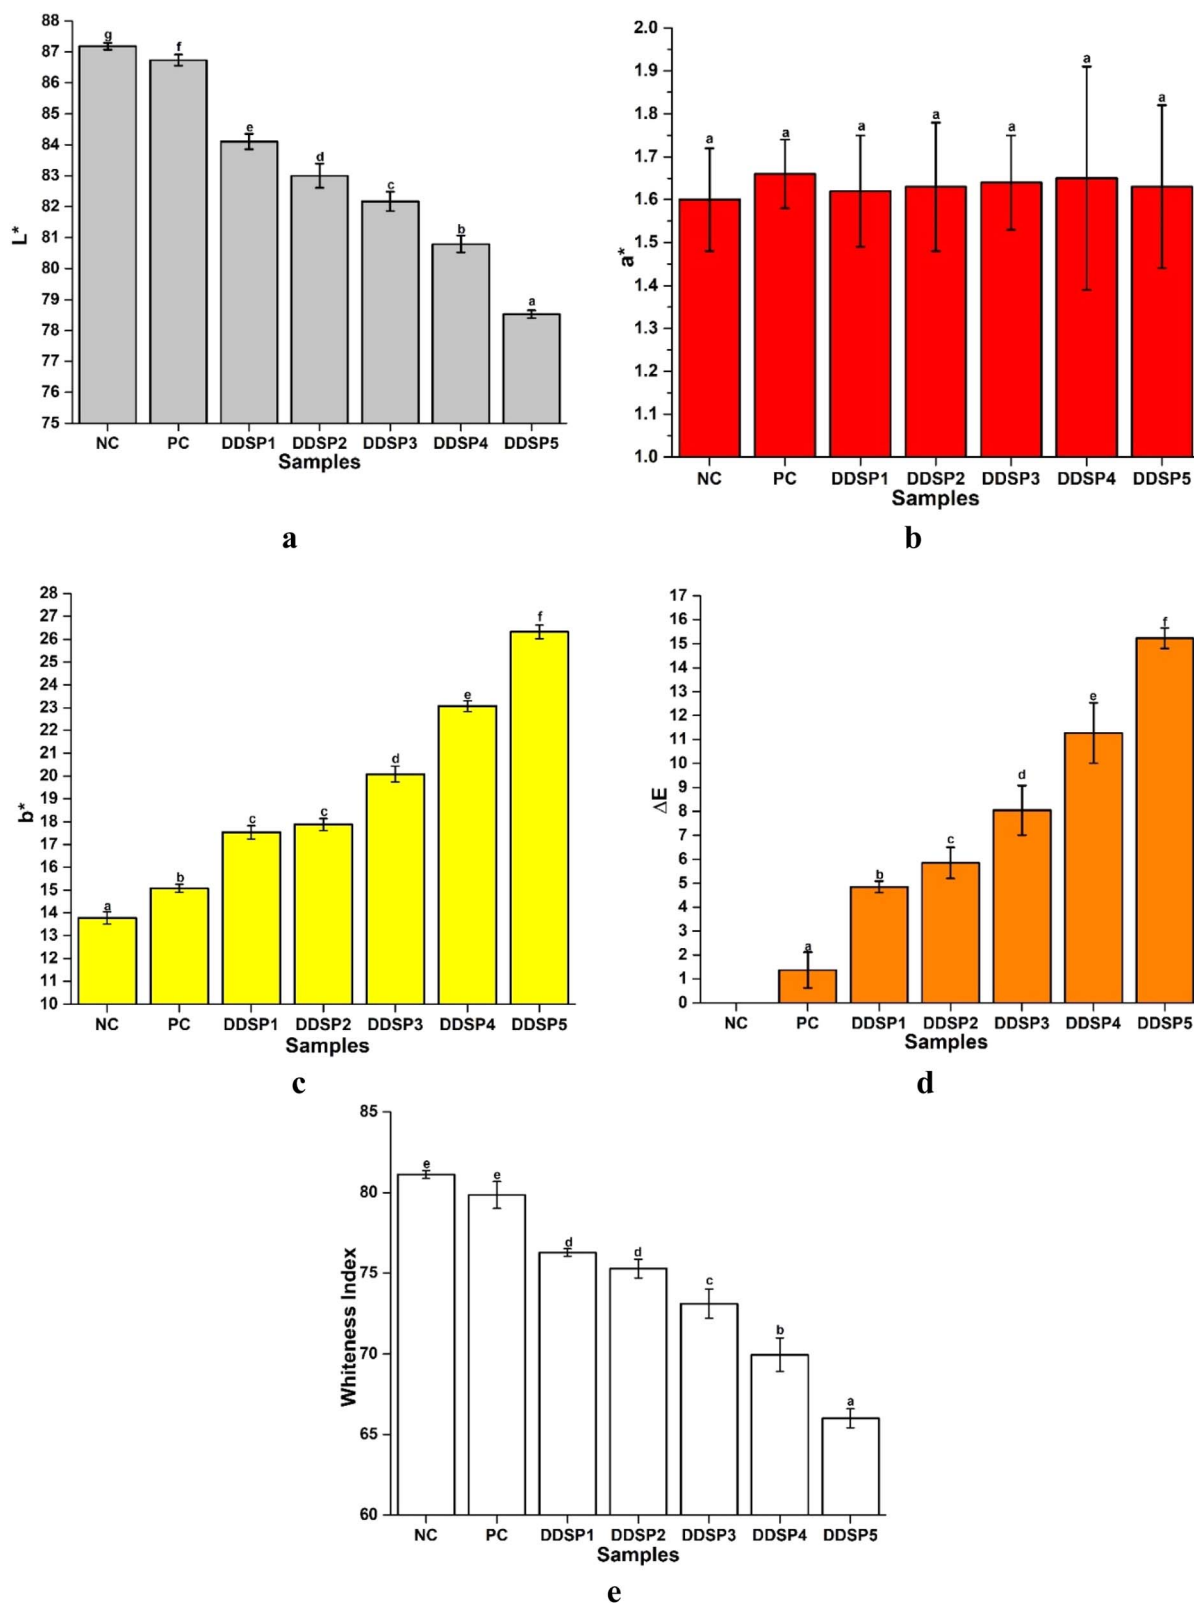 88
87
86
85
84
83
82
81
80
79
78
77
76
75
L*
g
f
e
d
c
b
a
NC PC DDSP1 DDSP2 DDSP3 DDSP4 DDSP5
Samples
a
2.0
1.9
1.8
1.7
1.6
1.5
1.4
1.3
1.2
1.1
1.0
a*
a a a a a a a
NC PC DDSP1 DDSP2 DDSP3 DDSP4 DDSP5
Samples
b
28
27
26
25
24
23
22
21
20
19
18
17
16
15
14
13
12
11
10
b*
a b c c d e f
NC PC DDSP1 DDSP2 DDSP3 DDSP4 DDSP5
Samples
c
17
16
15
14
13
12
11
10
9
8
7
6
5
4
3
2
1
0
ΔE
a b c d e f
NC PC DDSP1 DDSP2 DDSP3 DDSP4 DDSP5
Samples
d
85
80
75
70
65
60
Whiteness Index
e e d d c b a
NC PC DDSP1 DDSP2 DDSP3 DDSP4 DDSP5
Samples
e